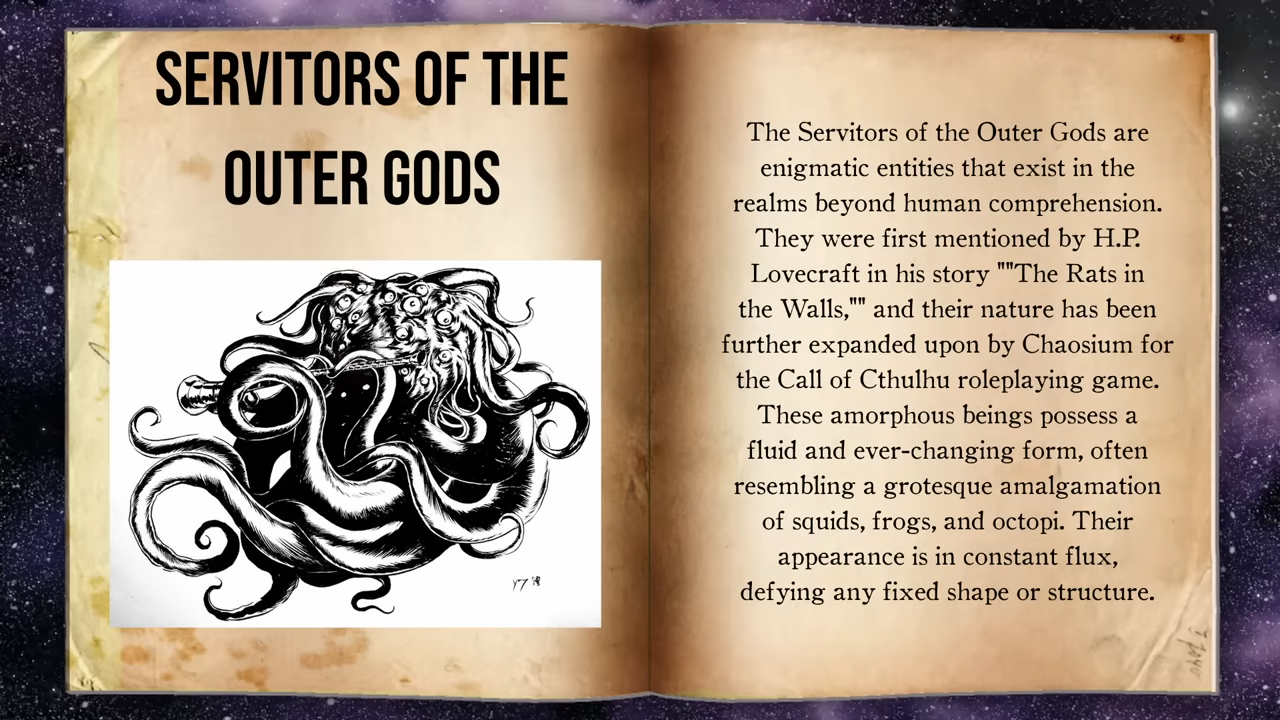 SERVITORS OF THE
OUTER GODS
The Servitors of the Outer Gods are
enigmatic entities that exist in the
realms beyond human comprehension.
They were first mentioned by H.P.
Lovecraft in his story ""The Rats in
the Walls,"" and their nature has been
further expanded upon by Chaosium for
the Call of Cthulhu roleplaying game.
These amorphous beings possess a
fluid and ever-changing form, often
resembling a grotesque amalgamation
of squids, frogs, and octopi. Their
appearance is in constant flux,
defying any fixed shape or structure.